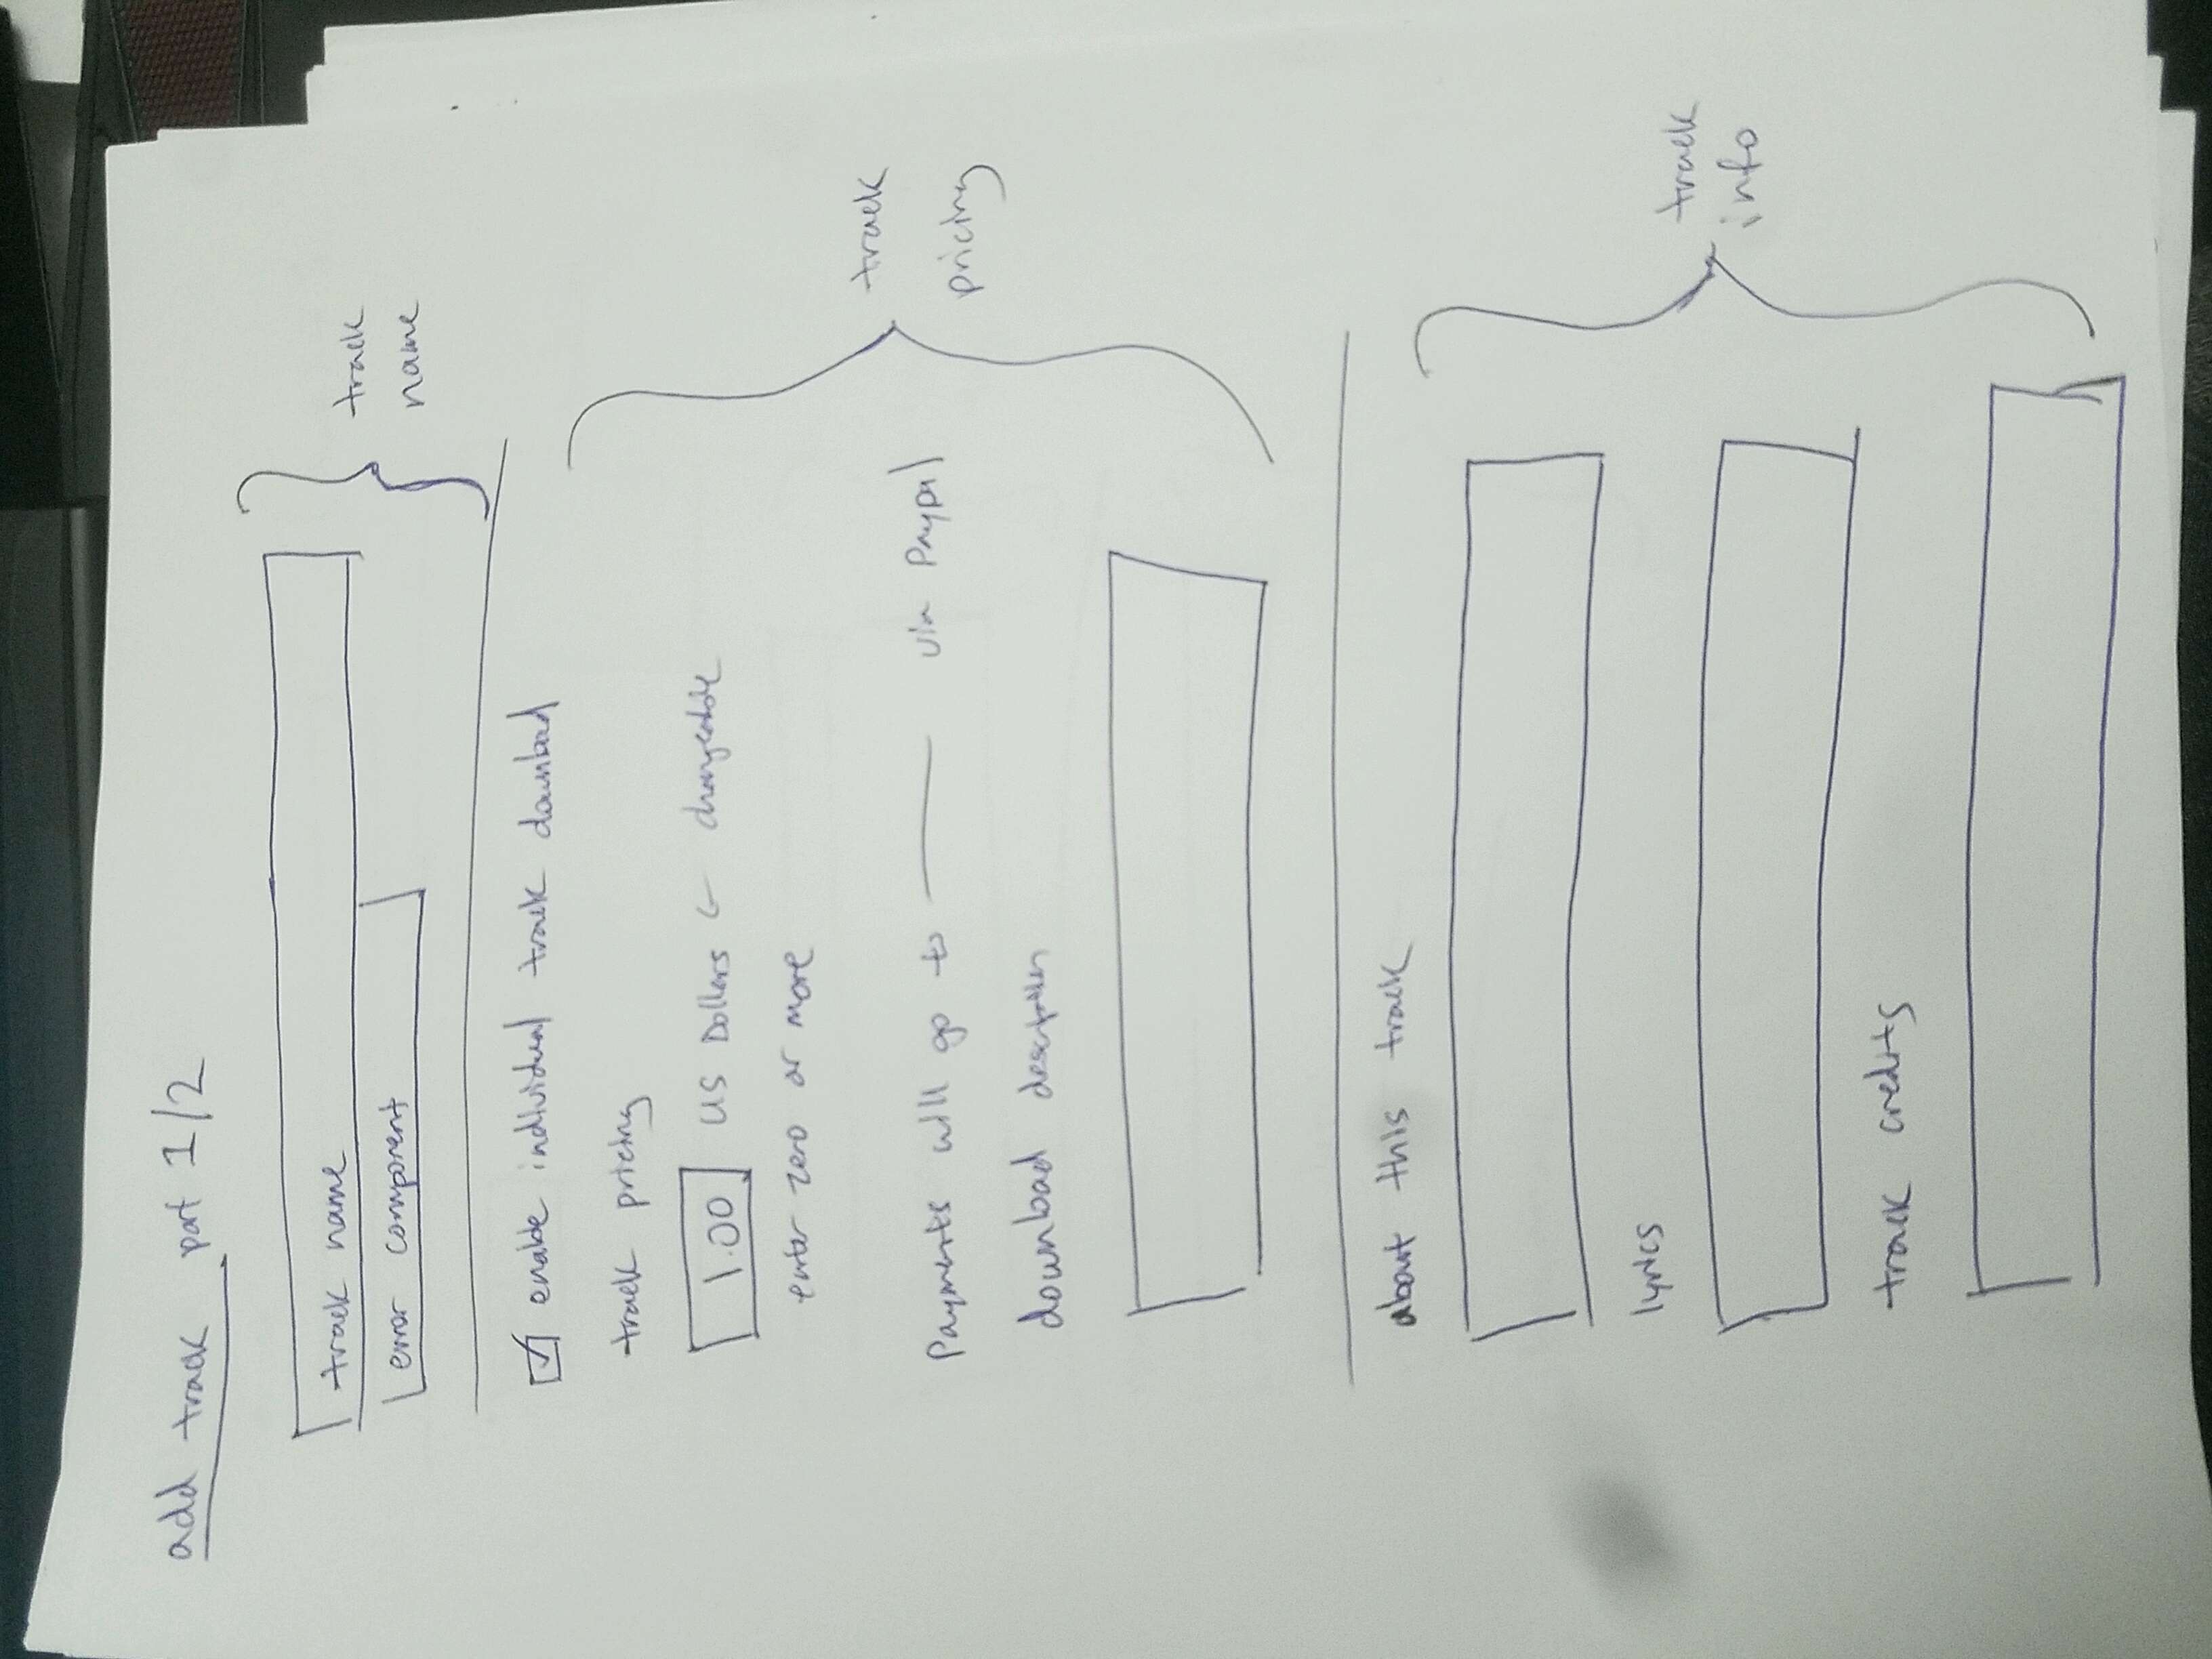 add track part 1/2
track name
error component
track
name
enable individual track download
track pricing
1.00 US Dollars ← changeable
enter zero or more
Payments will go to —— via Paypal
download description
track
pricing
about this track
lyrics
track credits
track
info